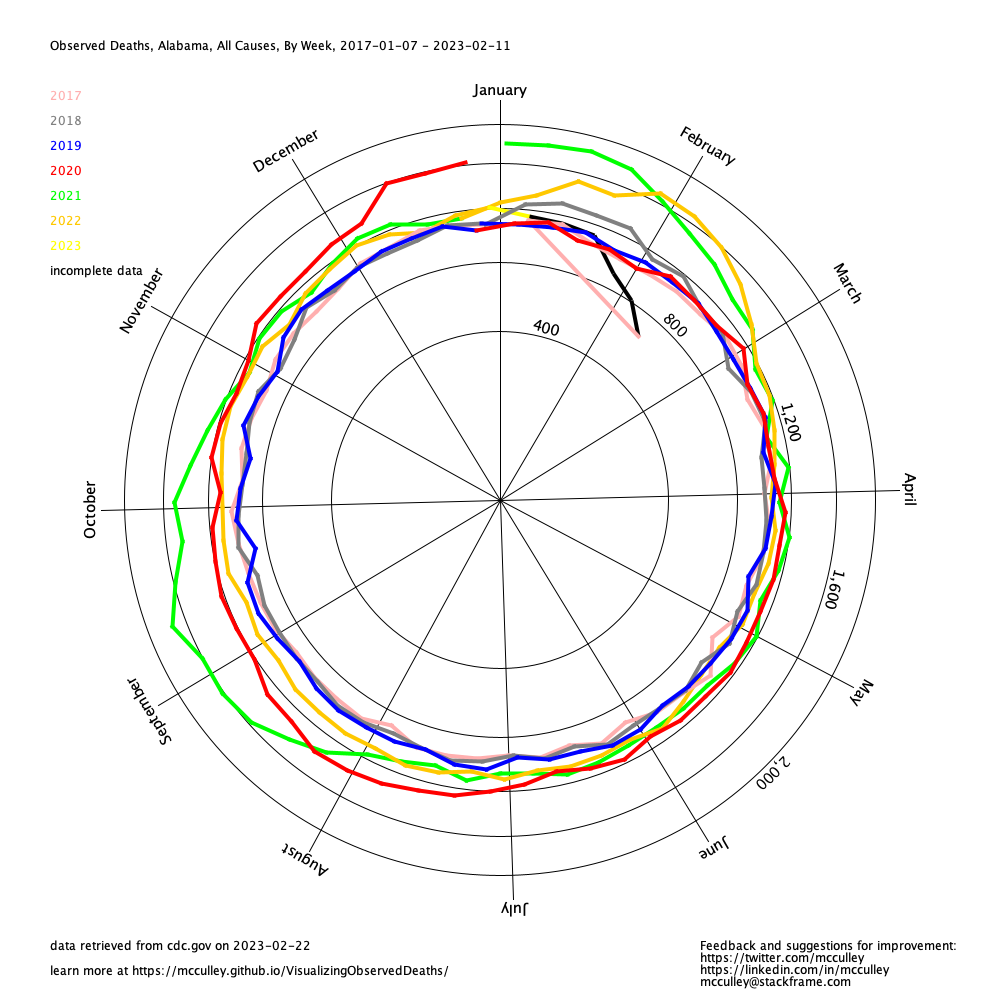 Observed Deaths, Alabama, All Causes, By Week, 2017-01-07 - 2023-02-11
January
2017
2018
2019
2020
2021
2022
2023
incomplete data
December
February
November
March
400
800
1,200
October
April
1,600
September
May
2,000
August
June
July
data retrieved from cdc.gov on 2023-02-22
learn more at https://mcculley.github.io/VisualizingObservedDeaths/
Feedback and suggestions for improvement:
https://twitter.com/mcculley
https://linkedin.com/in/mcculley
mcculley@stackframe.com